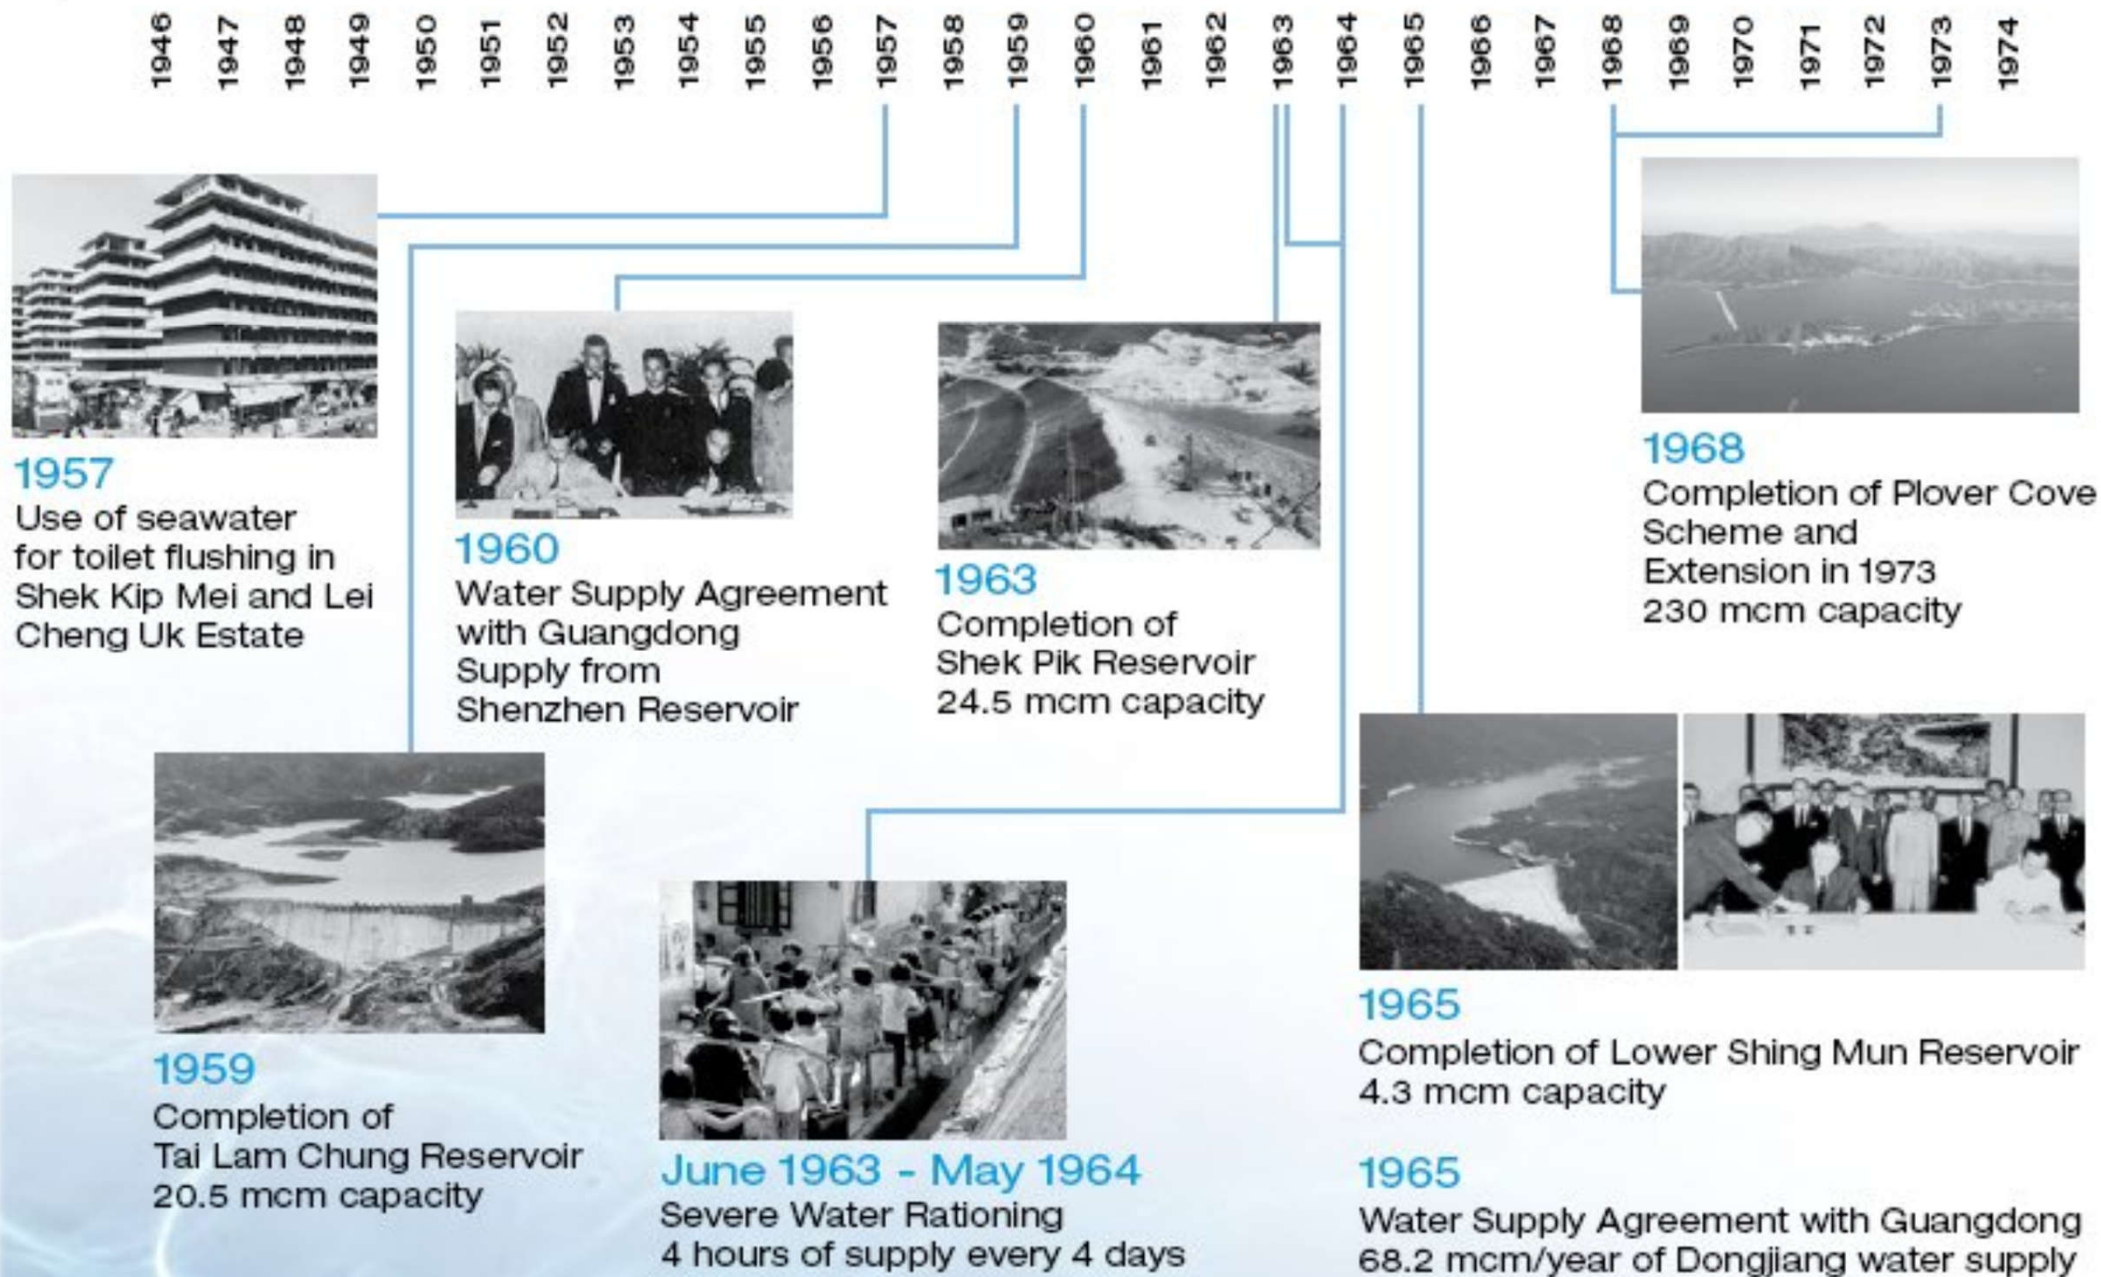 1946
1947
1948
1949
1950
1951
1952
1953
1954
1955
1956
1957
1958
1959
1960
1961
1962
1963
1964
1965
1966
1967
1968
1969
1970
1971
1972
1973
1974
1957
Use of seawater
for toilet flushing in
Shek Kip Mei and Lei
Cheng Uk Estate
1960
Water Supply Agreement
with Guangdong
Supply from
Shenzhen Reservoir
1963
Completion of
Shek Pik Reservoir
24.5 mcm capacity
1968
Completion of Plover Cove
Scheme and
Extension in 1973
230 mcm capacity
1959
Completion of
Tai Lam Chung Reservoir
20.5 mcm capacity
June 1963 - May 1964
Severe Water Rationing
4 hours of supply every 4 days
1965
Completion of Lower Shing Mun Reservoir
4.3 mcm capacity
1965
Water Supply Agreement with Guangdong
68.2 mcm/year of Dongjiang water supply